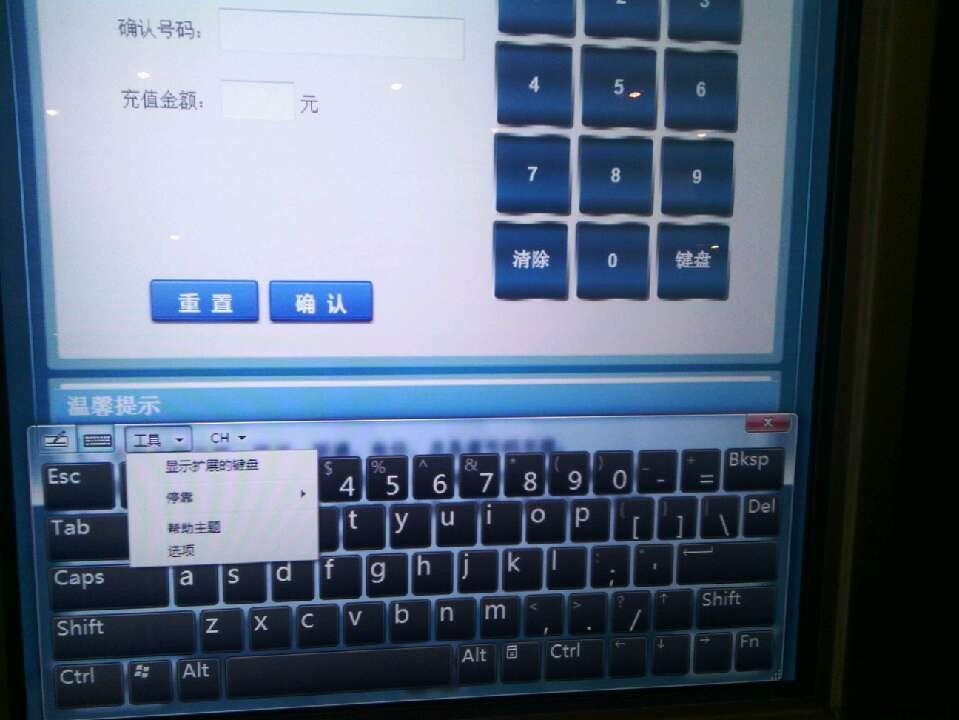 确认号码：
充值金额： 元
2 3
4 5 6
7 8 9
清除 0 键盘
重置 确认
温馨提示
工具 CH
显示扩展的键盘
停靠
帮助主题
选项
Esc $ 4 % 5 ^ 6 & 7 * 8 ( 9 ) 0 _ - + = Bksp
Tab t y u i o p { [ } ] | \ Del
Caps a s d f g h j k l : ; " '
Shift z x c v b n m < , > . ? / ↑ Shift
Ctrl Alt Alt Ctrl ← ↓ → Fn